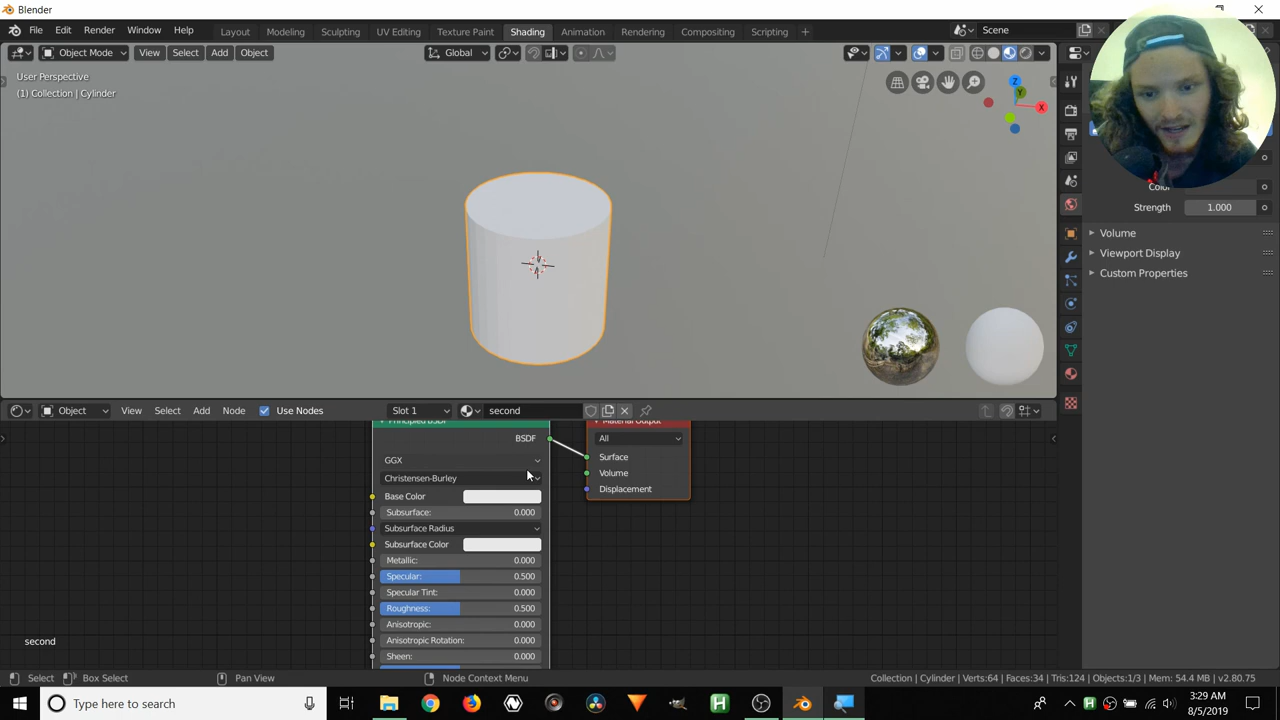 Blender
File Edit Render Window Help Layout Modeling Sculpting UV Editing Texture Paint Shading Animation Rendering Compositing Scripting + Scene
Object Mode View Select Add Object Global
User Perspective
(1) Collection | Cylinder
Z
Y
X
Color
Strength 1.000
Volume
Viewport Display
Custom Properties
Object View Select Add Node Use Nodes Slot 1 second
Principled BSDF
Material Output
BSDF
All
GGX
Surface
Christensen-Burley
Volume
Base Color
Displacement
Subsurface: 0.000
Subsurface Radius
Subsurface Color
Metallic: 0.000
Specular: 0.500
Specular Tint: 0.000
Roughness: 0.500
Anisotropic: 0.000
Anisotropic Rotation: 0.000
Sheen: 0.000
second
Select Box Select Pan View Node Context Menu Collection | Cylinder | Verts:64 | Faces:34 | Tris:124 | Objects:1/3 | Mem: 54.4 MB | v2.80.75
Type here to search
3:29 AM
8/5/2019